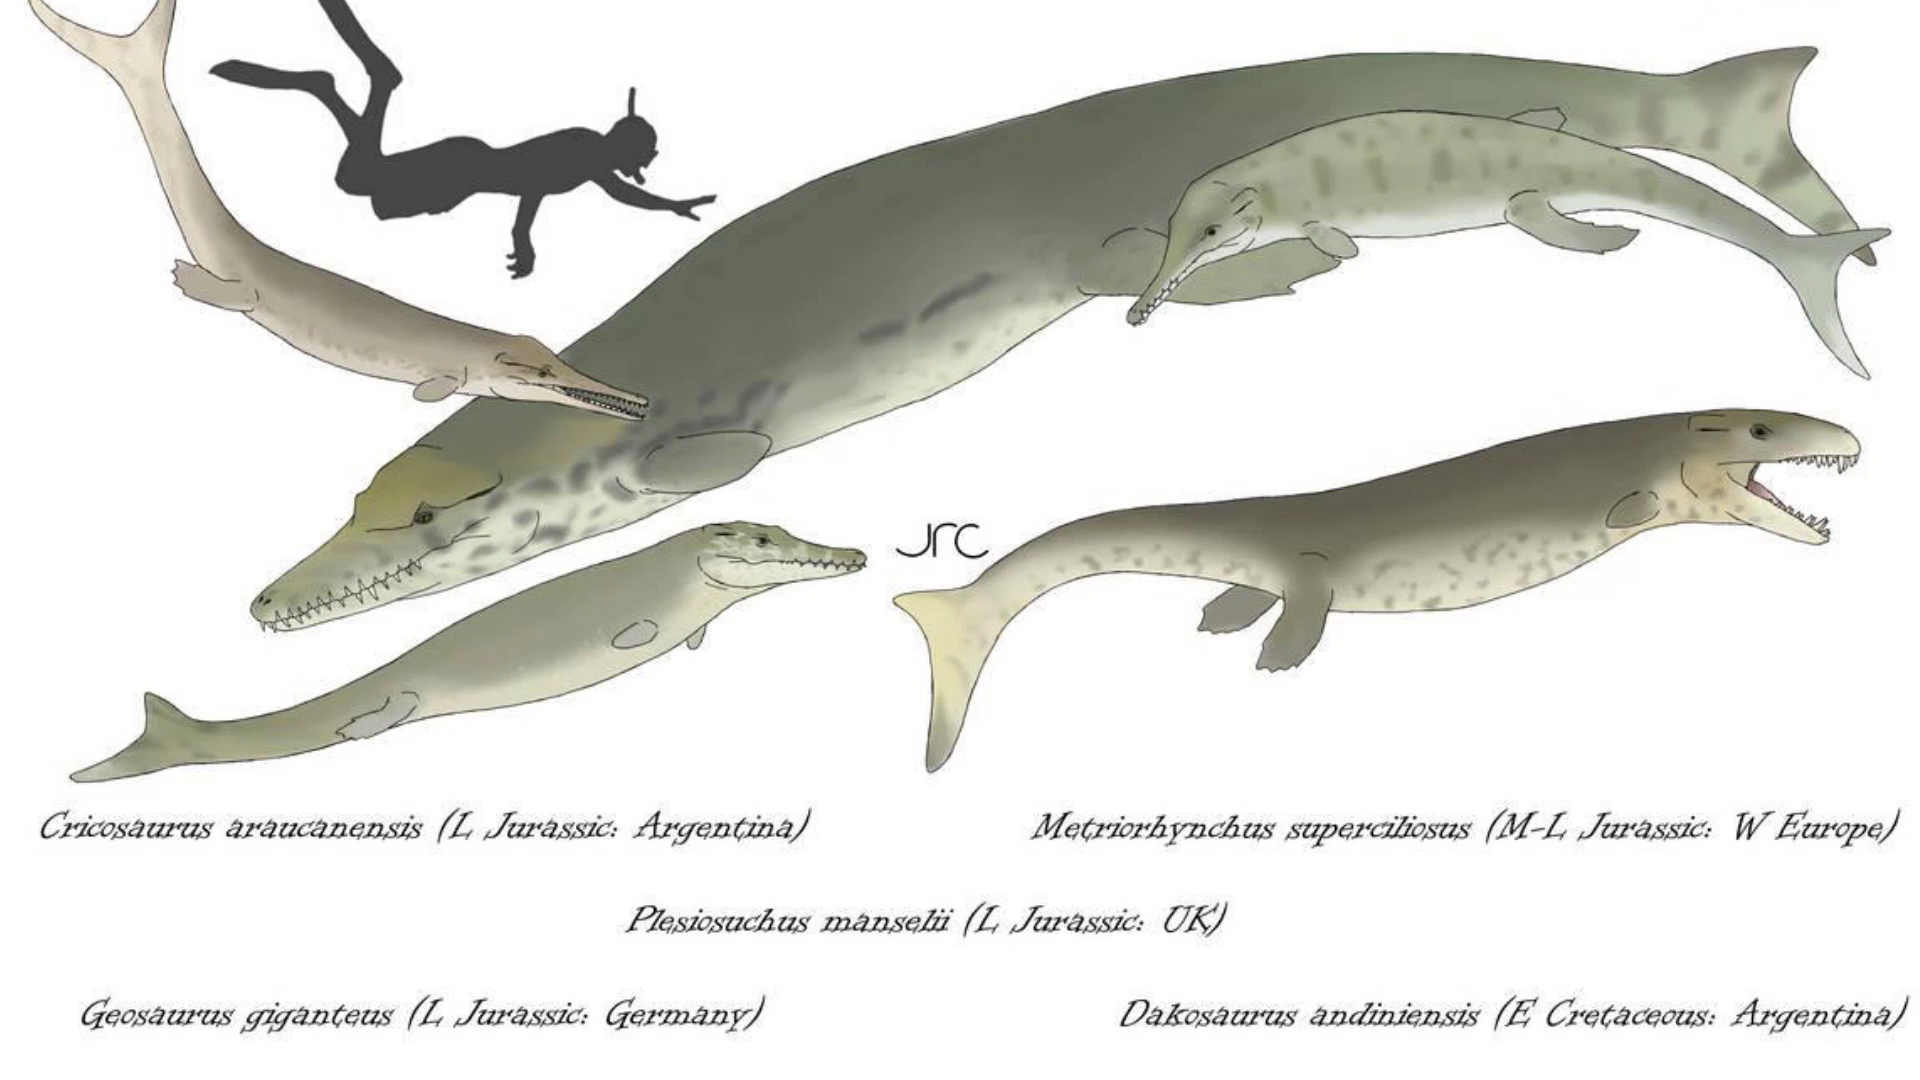 JrC
Cricosaurus araucanensis (L Jurassic: Argentina)
Metriorhynchus superciliosus (M-L Jurassic: W Europe)
Plesiosuchus manselii (L Jurassic: UK)
Geosaurus giganteus (L Jurassic: Germany)
Dakosaurus andiniensis (E Cretaceous: Argentina)